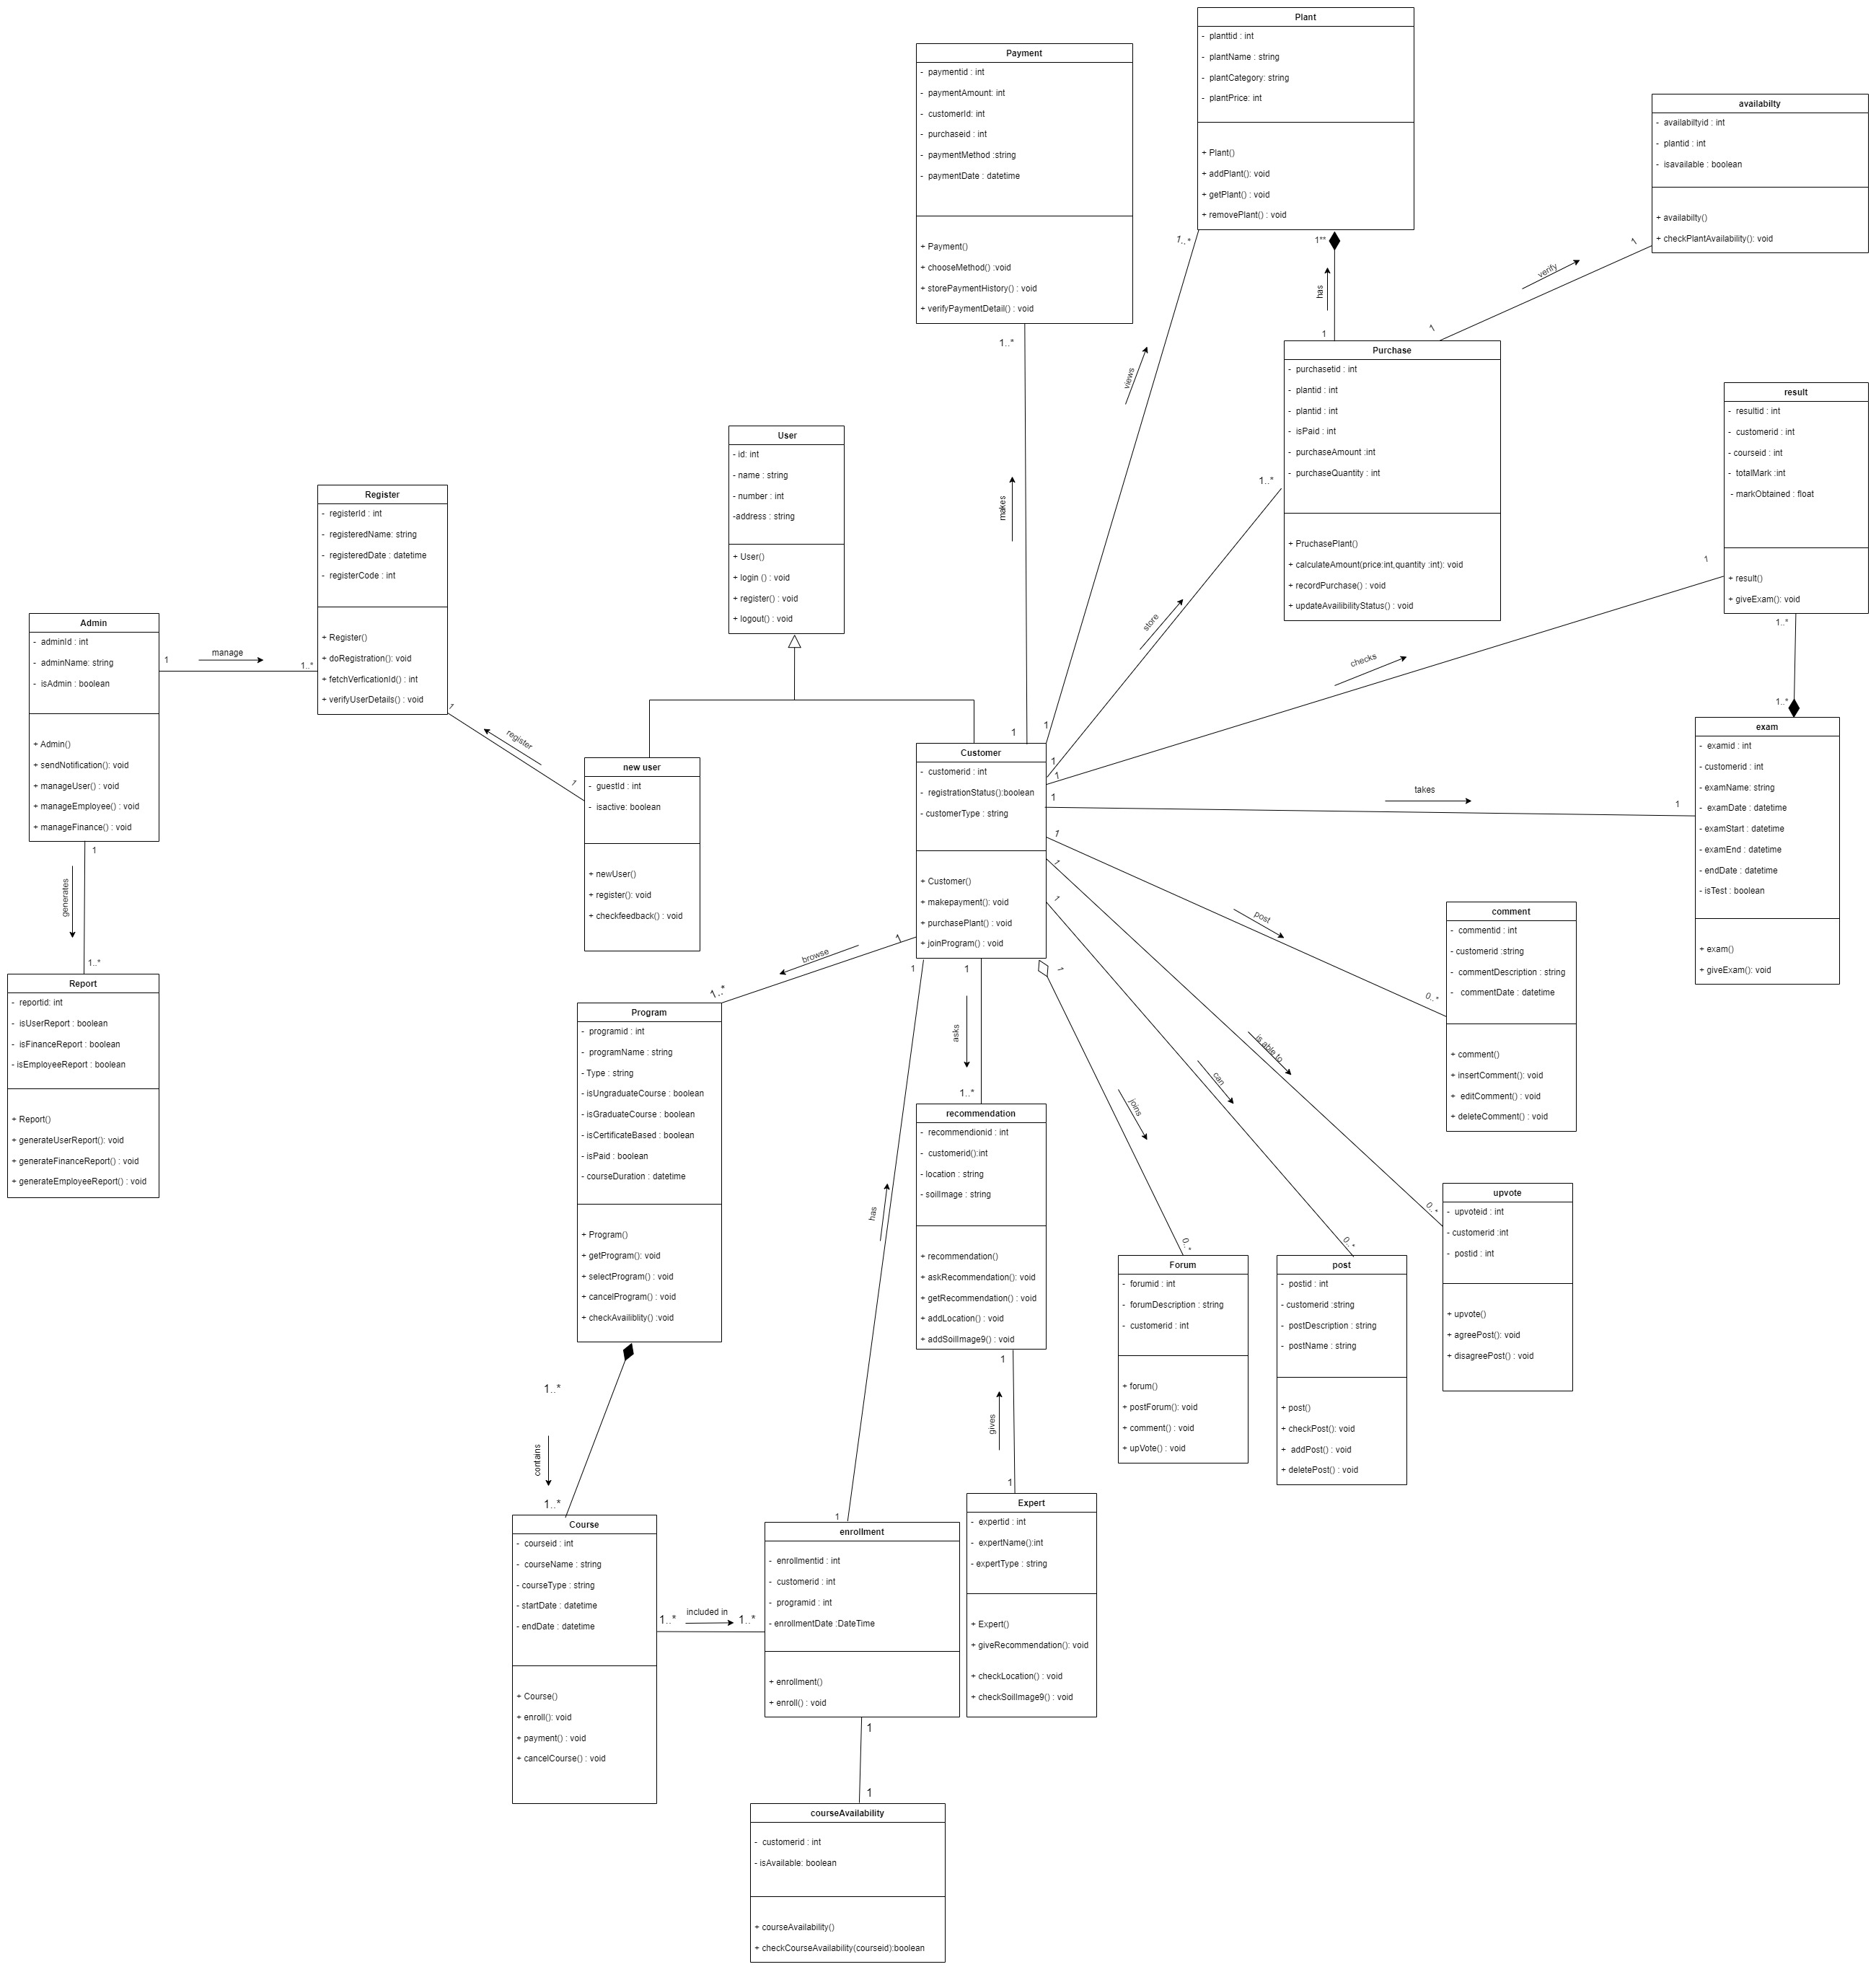 Plant
- planttid : int
- plantName : string
- plantCategory: string
- plantPrice: int
+ Plant()
+ addPlant(): void
+ getPlant() : void
+ removePlant() : void
Payment
- paymentid : int
- paymentAmount: int
- customerId: int
- purchaseid : int
- paymentMethod :string
- paymentDate : datetime
+ Payment()
+ chooseMethod() :void
+ storePaymentHistory() : void
+ verifyPaymentDetail() : void
availabilty
- availabiltyid : int
- plantid : int
- isavailable : boolean
+ availabilty()
+ checkPlantAvailability(): void
1..*
1**
has
1
verify
1
1
1..*
makes
1
views
1
Purchase
- purchasetid : int
- plantid : int
- plantid : int
- isPaid : int
- purchaseAmount :int
- purchaseQuantity : int
+ PruchasePlant()
+ calculateAmount(price:int,quantity :int): void
+ recordPurchase() : void
+ updateAvailibilityStatus() : void
1..*
store
1
result
- resultid : int
- customerid : int
- courseid : int
- totalMark :int
- markObtained : float
+ result()
+ giveExam(): void
1
checks
1
1..*
1..*
User
- id: int
- name : string
- number : int
-address : string
+ User()
+ login () : void
+ register() : void
+ logout() : void
Register
- registerId : int
- registeredName: string
- registeredDate : datetime
- registerCode : int
+ Register()
+ doRegistration(): void
+ fetchVerficationId() : int
+ verifyUserDetails() : void
Admin
- adminId : int
- adminName: string
- isAdmin : boolean
+ Admin()
+ sendNotification(): void
+ manageUser() : void
+ manageEmployee() : void
+ manageFinance() : void
1
manage
1..*
1
register
1
new user
- guestId : int
- isactive: boolean
+ newUser()
+ register(): void
+ checkfeedback() : void
Customer
- customerid : int
- registrationStatus():boolean
- customerType : string
+ Customer()
+ makepayment(): void
+ purchasePlant() : void
+ joinProgram() : void
1
takes
1
exam
- examid : int
- customerid : int
- examName: string
- examDate : datetime
- examStart : datetime
- examEnd : datetime
- endDate : datetime
- isTest : boolean
+ exam()
+ giveExam(): void
1
generates
1..*
Report
- reportid: int
- isUserReport : boolean
- isFinanceReport : boolean
- isEmployeeReport : boolean
+ Report()
+ generateUserReport(): void
+ generateFinanceReport() : void
+ generateEmployeeReport() : void
1
post
0..*
comment
- commentid : int
- customerid :string
- commentDescription : string
- commentDate : datetime
+ comment()
+ insertComment(): void
+ editComment() : void
+ deleteComment() : void
1
browse
1..*
Program
- programid : int
- programName : string
- Type : string
- isUngraduateCourse : boolean
- isGraduateCourse : boolean
- isCertificateBased : boolean
- isPaid : boolean
- courseDuration : datetime
+ Program()
+ getProgram(): void
+ selectProgram() : void
+ cancelProgram() : void
+ checkAvailiblity() :void
1
asks
1..*
recommendation
- recommendionid : int
- customerid():int
- location : string
- soilImage : string
+ recommendation()
+ askRecommendation(): void
+ getRecommendation() : void
+ addLocation() : void
+ addSoilImage9() : void
1
is able to
0..*
upvote
- upvoteid : int
- customerid :int
- postid : int
+ upvote()
+ agreePost(): void
+ disagreePost() : void
1
joins
0..*
Forum
- forumid : int
- forumDescription : string
- customerid : int
+ forum()
+ postForum(): void
+ comment() : void
+ upVote() : void
1
can
0..*
post
- postid : int
- customerid :string
- postDescription : string
- postName : string
+ post()
+ checkPost(): void
+ addPost() : void
+ deletePost() : void
1
has
1
1
gives
1
1..*
contains
1..*
Course
- courseid : int
- courseName : string
- courseType : string
- startDate : datetime
- endDate : datetime
+ Course()
+ enroll(): void
+ payment() : void
+ cancelCourse() : void
1..*
included in
1..*
enrollment
- enrollmentid : int
- customerid : int
- programid : int
- enrollmentDate :DateTime
+ enrollment()
+ enroll() : void
Expert
- expertid : int
- expertName():int
- expertType : string
+ Expert()
+ giveRecommendation(): void
+ checkLocation() : void
+ checkSoilImage9() : void
1
1
courseAvailability
- customerid : int
- isAvailable: boolean
+ courseAvailability()
+ checkCourseAvailability(courseid):boolean